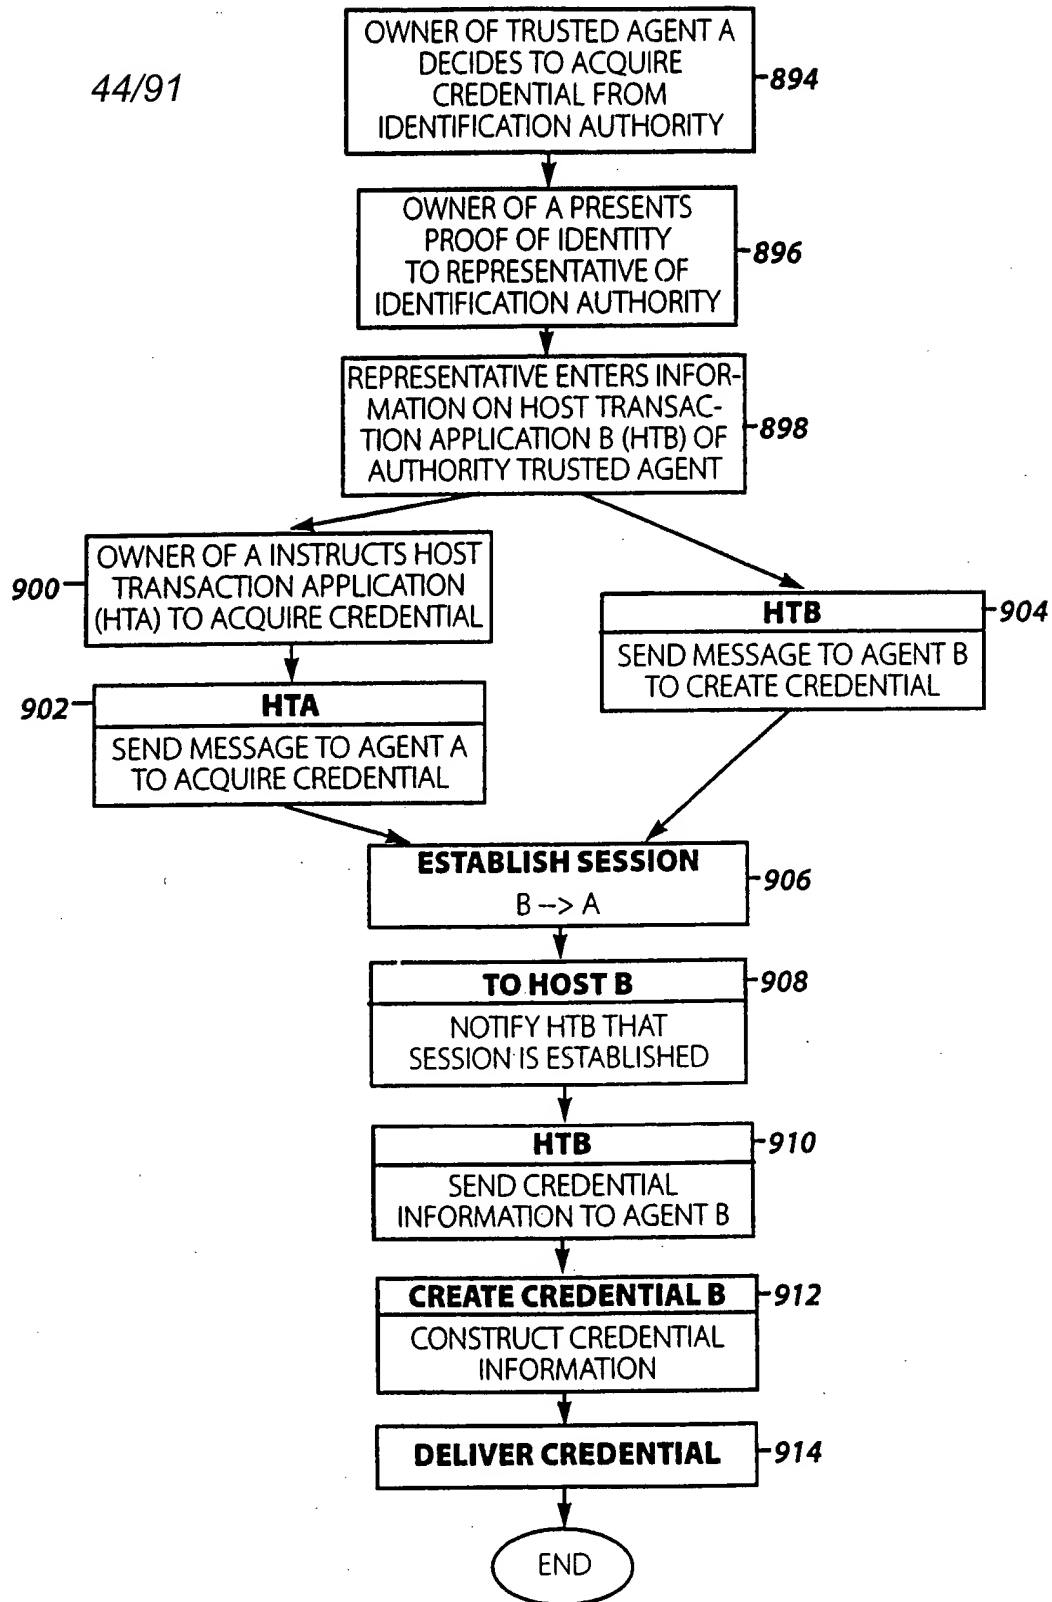 44/91
OWNER OF TRUSTED AGENT A
DECIDES TO ACQUIRE
CREDENTIAL FROM
IDENTIFICATION AUTHORITY
894
OWNER OF A PRESENTS
PROOF OF IDENTITY
TO REPRESENTATIVE OF
IDENTIFICATION AUTHORITY
896
REPRESENTATIVE ENTERS INFOR-
MATION ON HOST TRANSAC-
TION APPLICATION B (HTB) OF
AUTHORITY TRUSTED AGENT
898
900
OWNER OF A INSTRUCTS HOST
TRANSACTION APPLICATION
(HTA) TO ACQUIRE CREDENTIAL
902
HTA
SEND MESSAGE TO AGENT A
TO ACQUIRE CREDENTIAL
HTB
904
SEND MESSAGE TO AGENT B
TO CREATE CREDENTIAL
ESTABLISH SESSION
906
B --> A
TO HOST B
908
NOTIFY HTB THAT
SESSION IS ESTABLISHED
HTB
910
SEND CREDENTIAL
INFORMATION TO AGENT B
CREATE CREDENTIAL B
912
CONSTRUCT CREDENTIAL
INFORMATION
DELIVER CREDENTIAL
914
END